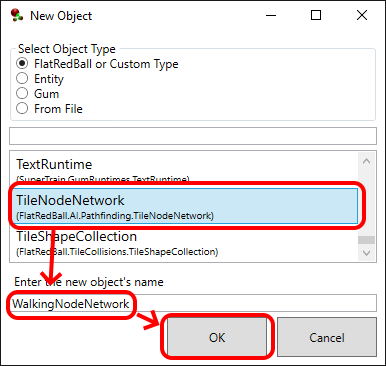 New Object
Select Object Type
FlatRedBall or Custom Type
Entity
Gum
From File
TextRuntime
(SuperTrain.GumRuntimes.TextRuntime)
TileNodeNetwork
(FlatRedBall.AI.Pathfinding.TileNodeNetwork)
TileShapeCollection
(FlatRedBall.TileCollisions.TileShapeCollection)
Enter the new object's name
WalkingNodeNetwork
OK
Cancel